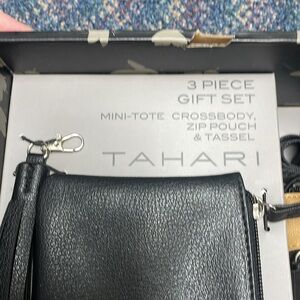 3 PIECE
GIFT SET
MINI-TOTE CROSSBODY,
ZIP POUCH
& TASSEL
TAHARI